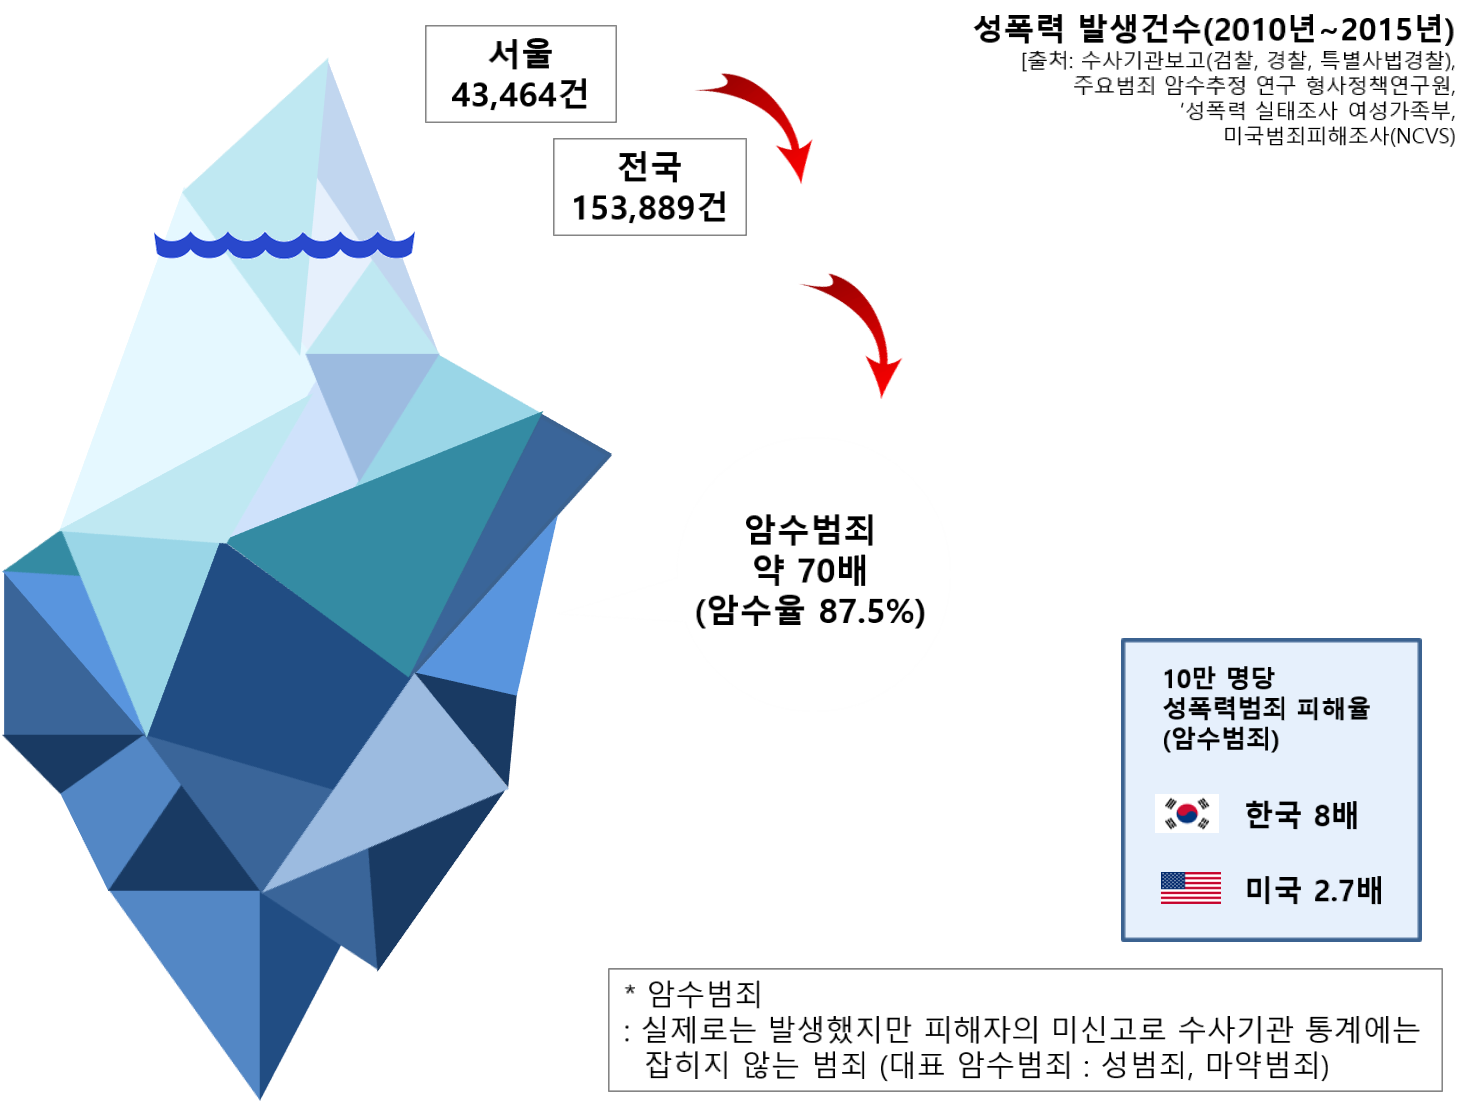 성폭력 발생건수(2010년~2015년)
[출처: 수사기관보고(검찰, 경찰, 특별사법경찰),
주요범죄 암수추정 연구 형사정책연구원,
‘성폭력 실태조사 여성가족부,
미국범죄피해조사(NCVS)
서울
43,464건
전국
153,889건
암수범죄
약 70배
(암수율 87.5%)
10만 명당
성폭력범죄 피해율
(암수범죄)
한국 8배
미국 2.7배
* 암수범죄
: 실제로는 발생했지만 피해자의 미신고로 수사기관 통계에는
잡히지 않는 범죄 (대표 암수범죄 : 성범죄, 마약범죄)